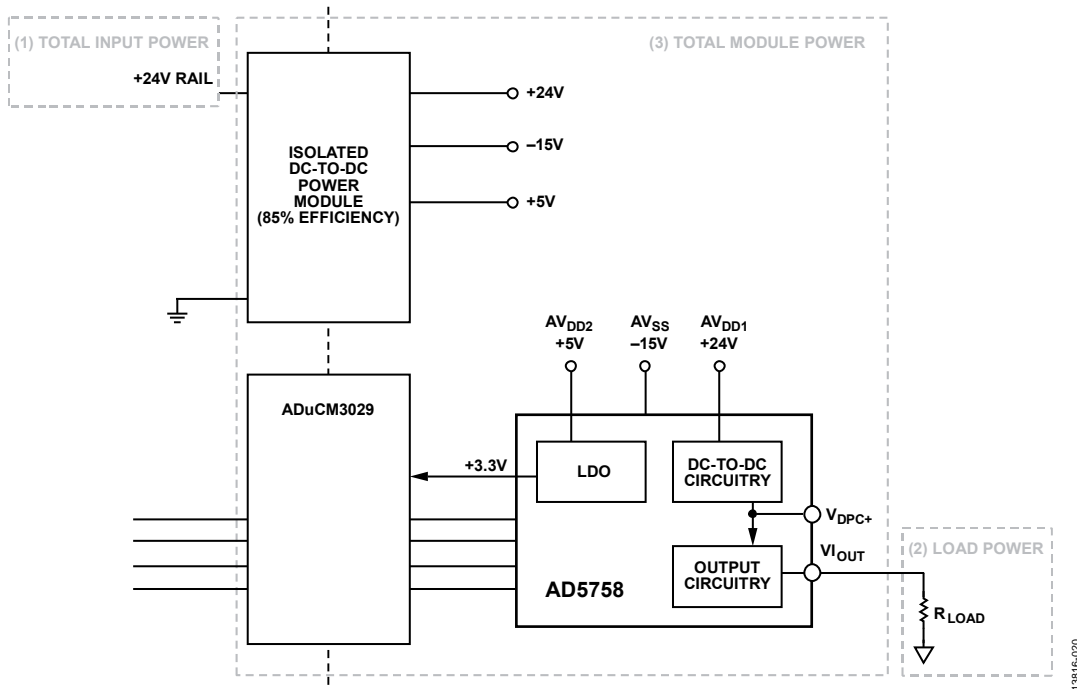 (1) TOTAL INPUT POWER
(3) TOTAL MODULE POWER
+24V RAIL
ISOLATED
DC-TO-DC
POWER
MODULE
(85% EFFICIENCY)
+24V
–15V
+5V
AVDD2
+5V
AVSS
–15V
AVDD1
+24V
ADuCM3029
+3.3V
LDO
DC-TO-DC
CIRCUITRY
VDPC+
OUTPUT
CIRCUITRY
AD5758
VIOUT
(2) LOAD POWER
RLOAD
13816-020